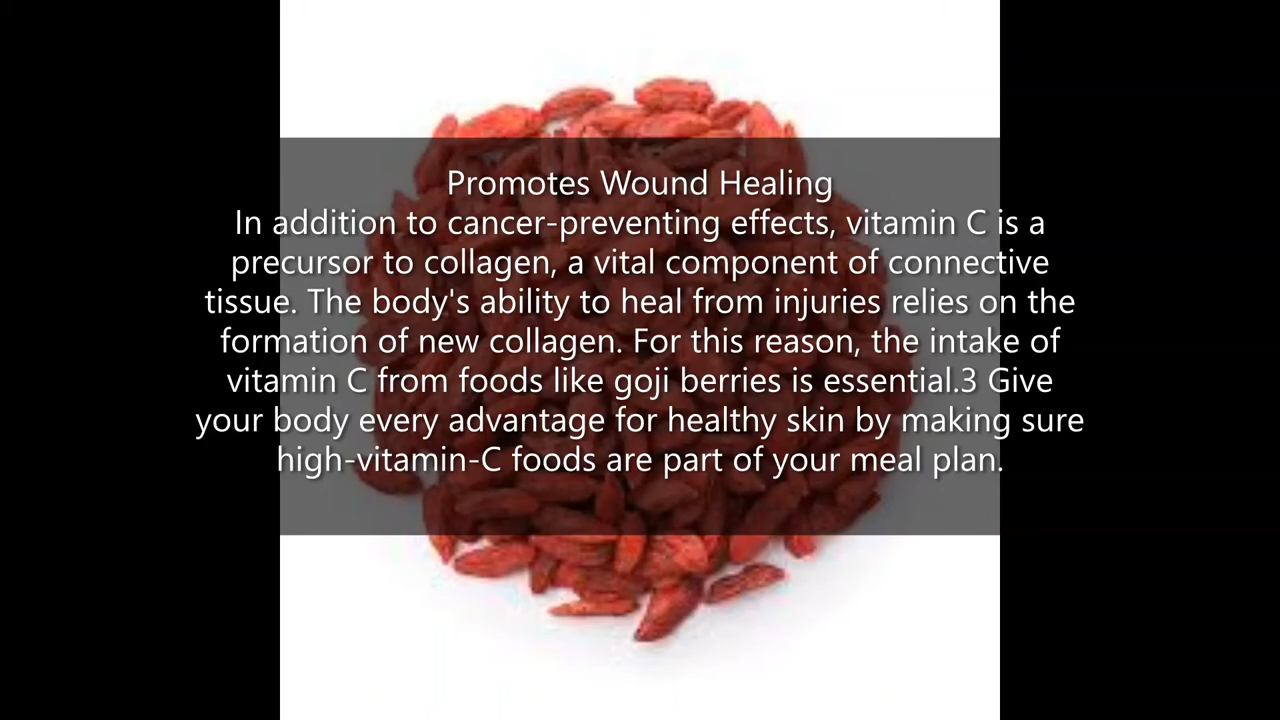 Promotes Wound Healing
In addition to cancer-preventing effects, vitamin C is a
precursor to collagen, a vital component of connective
tissue. The body's ability to heal from injuries relies on the
formation of new collagen. For this reason, the intake of
vitamin C from foods like goji berries is essential.3 Give
your body every advantage for healthy skin by making sure
high-vitamin-C foods are part of your meal plan.